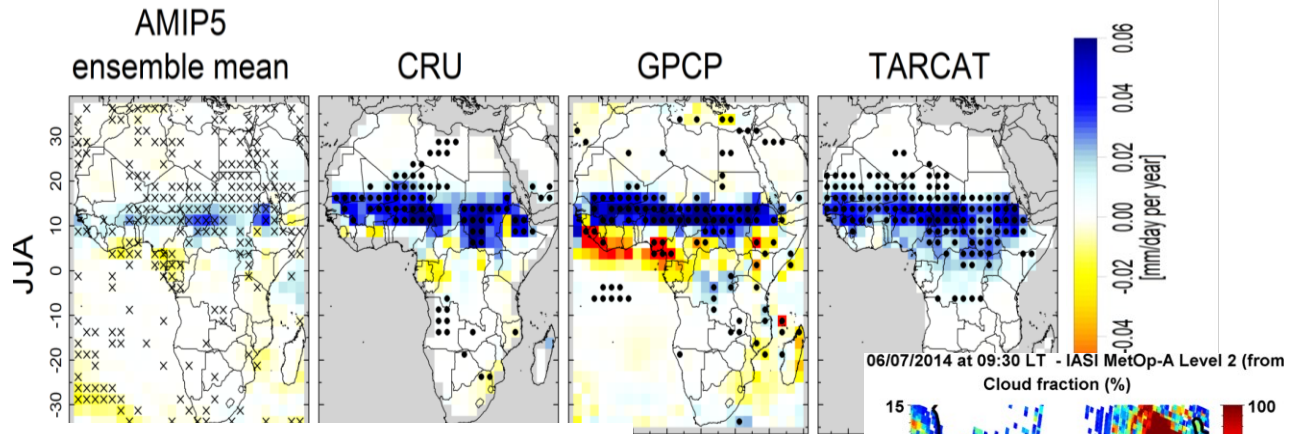 AMIP5
ensemble mean
CRU
GPCP
TARCAT
JJA
30
20
10
0
-10
-20
-30
0.06
0.04
0.02
0.00
-0.02
-0.04
[mm/day per year]
06/07/2014 at 09:30 LT - IASI MetOp-A Level 2 (from
Cloud fraction (%)
15
100